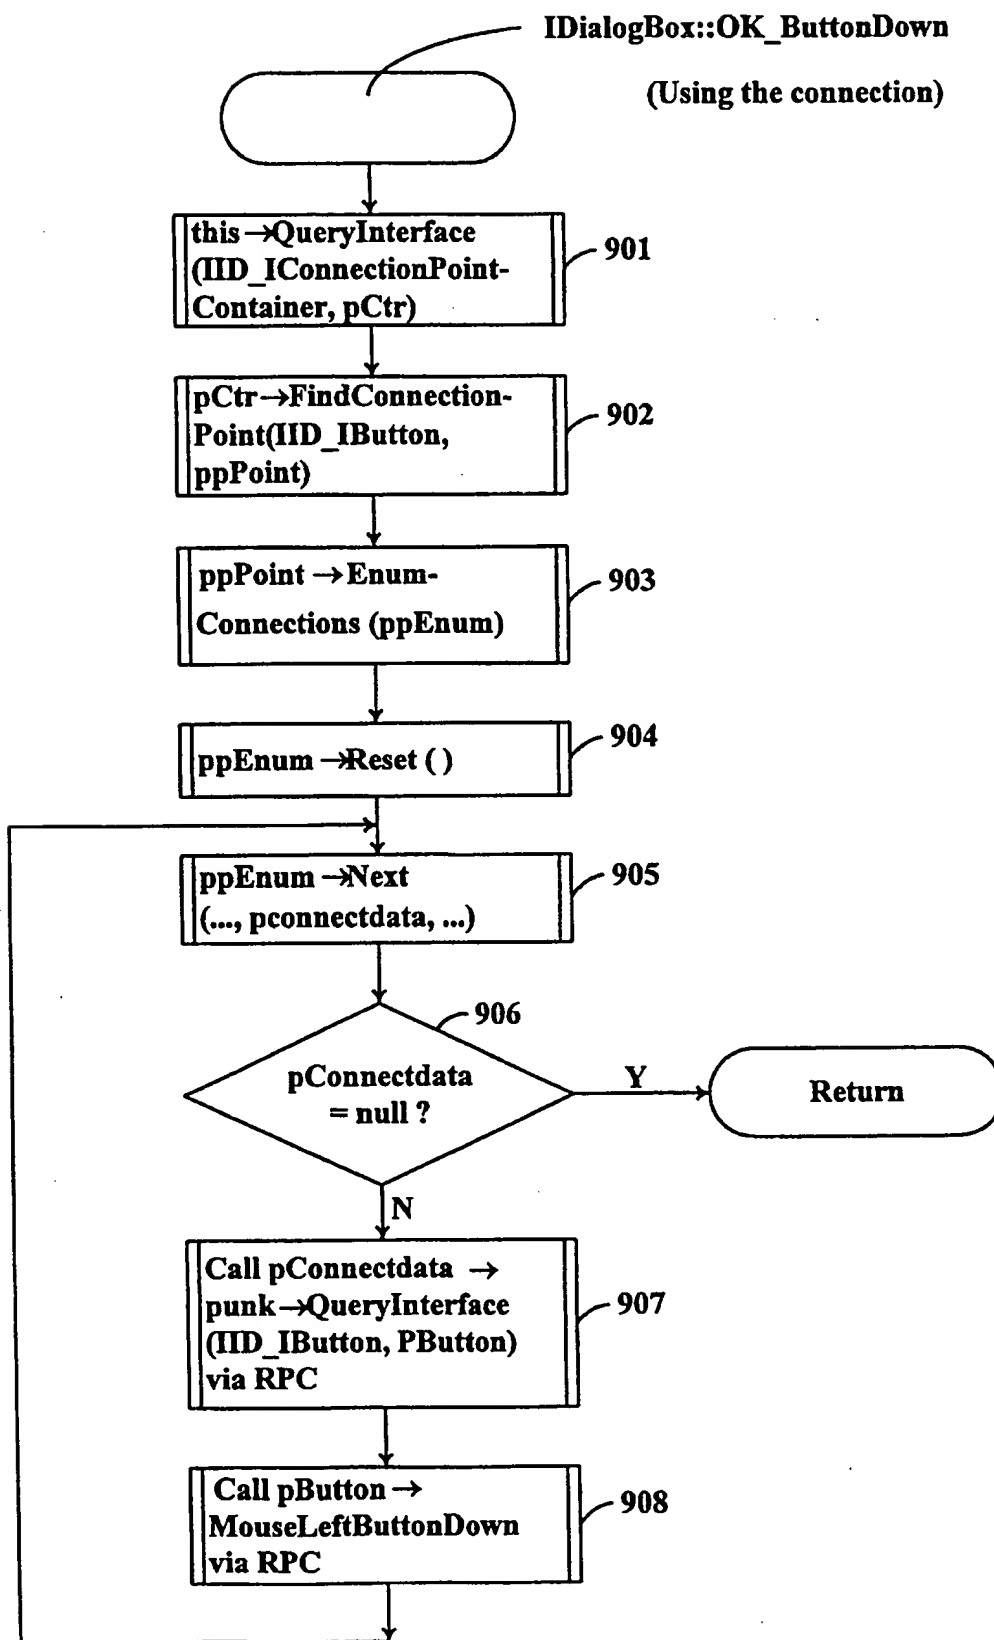 IDialogBox::OK_ButtonDown
(Using the connection)
this→QueryInterface
(IID_IConnectionPoint-
Container, pCtr)
901
pCtr→FindConnection-
Point(IID_IButton,
ppPoint)
902
ppPoint→Enum-
Connections (ppEnum)
903
ppEnum→Reset ( )
904
ppEnum→Next
(..., pconnectdata, ...)
905
906
pConnectdata
= null ?
Y
Return
N
Call pConnectdata →
punk→QueryInterface
(IID_IButton, PButton)
via RPC
907
Call pButton→
MouseLeftButtonDown
via RPC
908